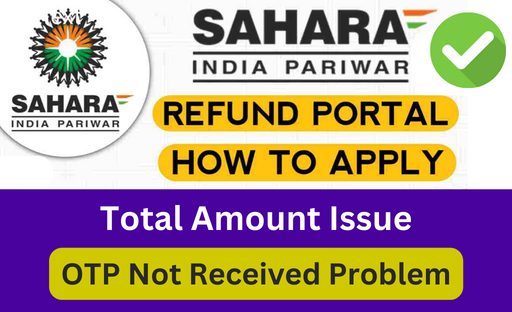 SAHARA
INDIA PARIWAR
SAHARA
INDIA PARIWAR
REFUND PORTAL
HOW TO APPLY
Total Amount Issue
OTP Not Received Problem